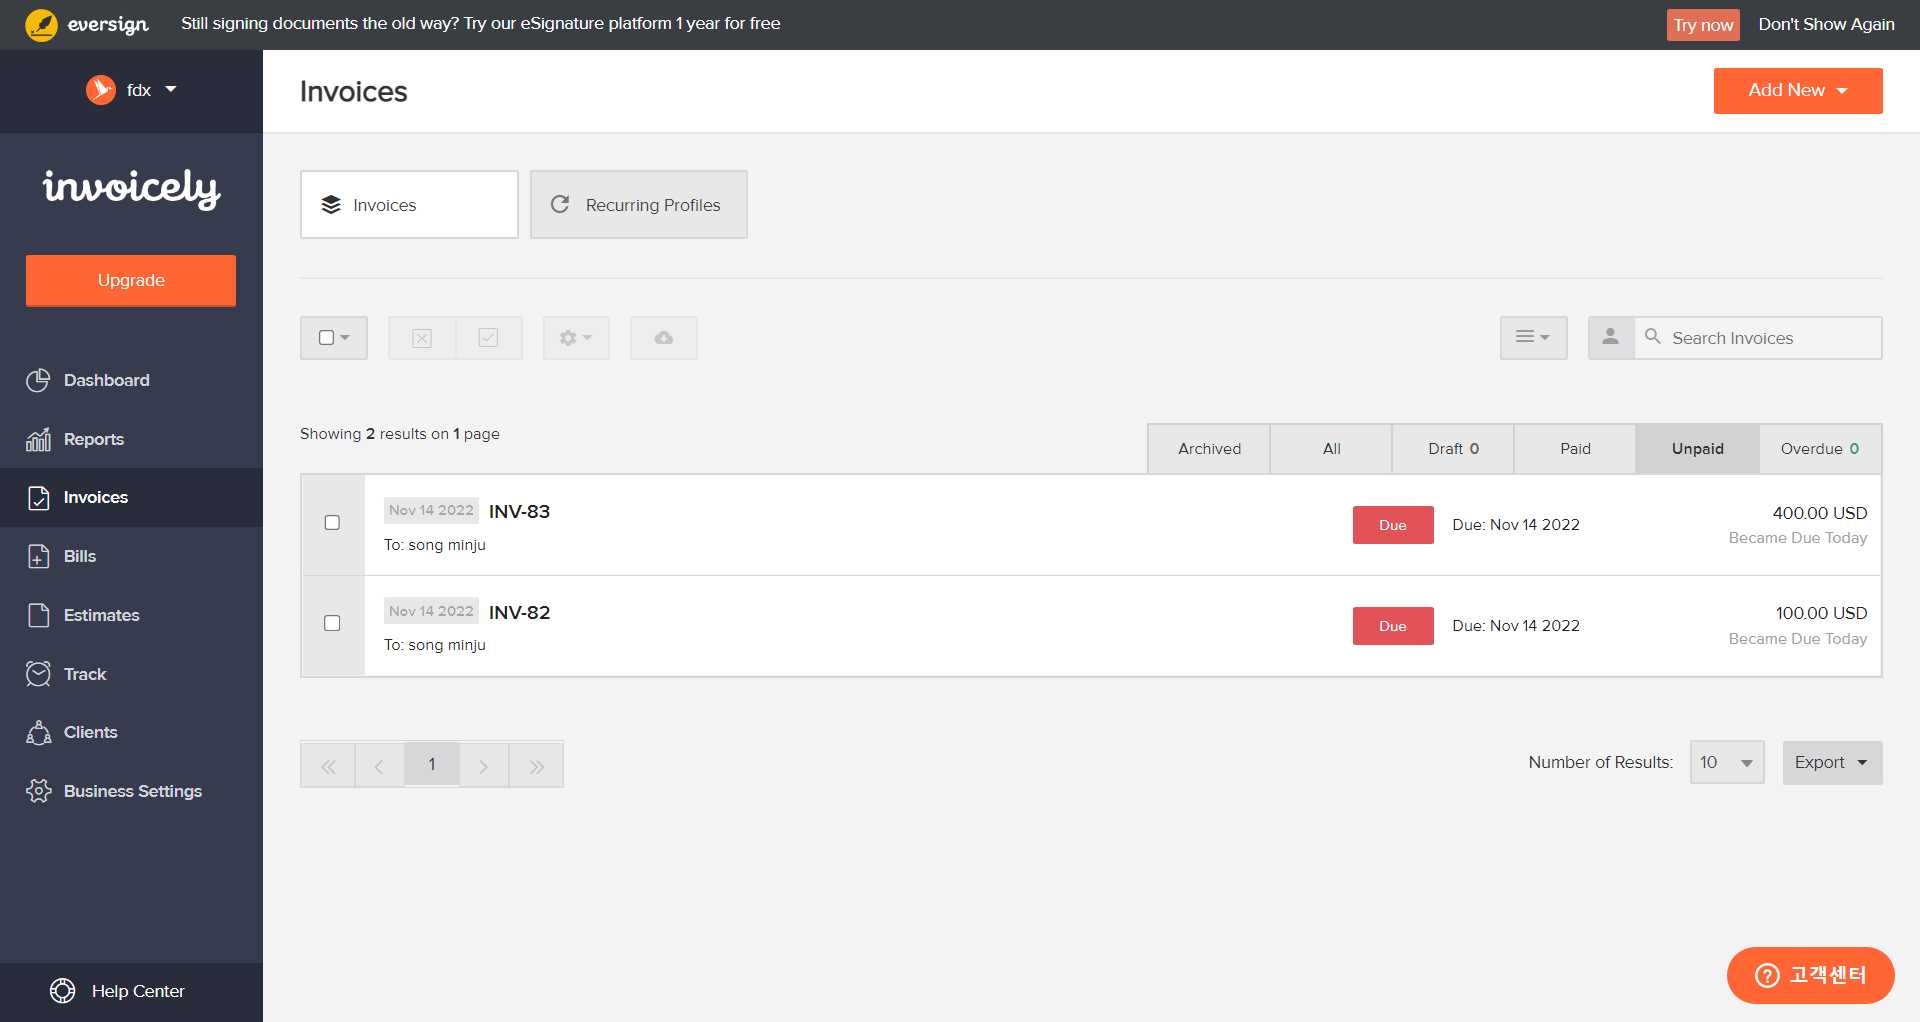 eversign
Still signing documents the old way? Try our eSignature platform 1 year for free
Try now
Don't Show Again
fdx
invoicely
Upgrade
Dashboard
Reports
Invoices
Bills
Estimates
Track
Clients
Business Settings
Help Center
Invoices
Add New
Invoices
Recurring Profiles
Search Invoices
Showing 2 results on 1 page
Archived
All
Draft 0
Paid
Unpaid
Overdue 0
Nov 14 2022 INV-83
To: song minju
Due
Due: Nov 14 2022
400.00 USD
Became Due Today
Nov 14 2022 INV-82
To: song minju
Due
Due: Nov 14 2022
100.00 USD
Became Due Today
1
Number of Results:
10
Export
고객센터